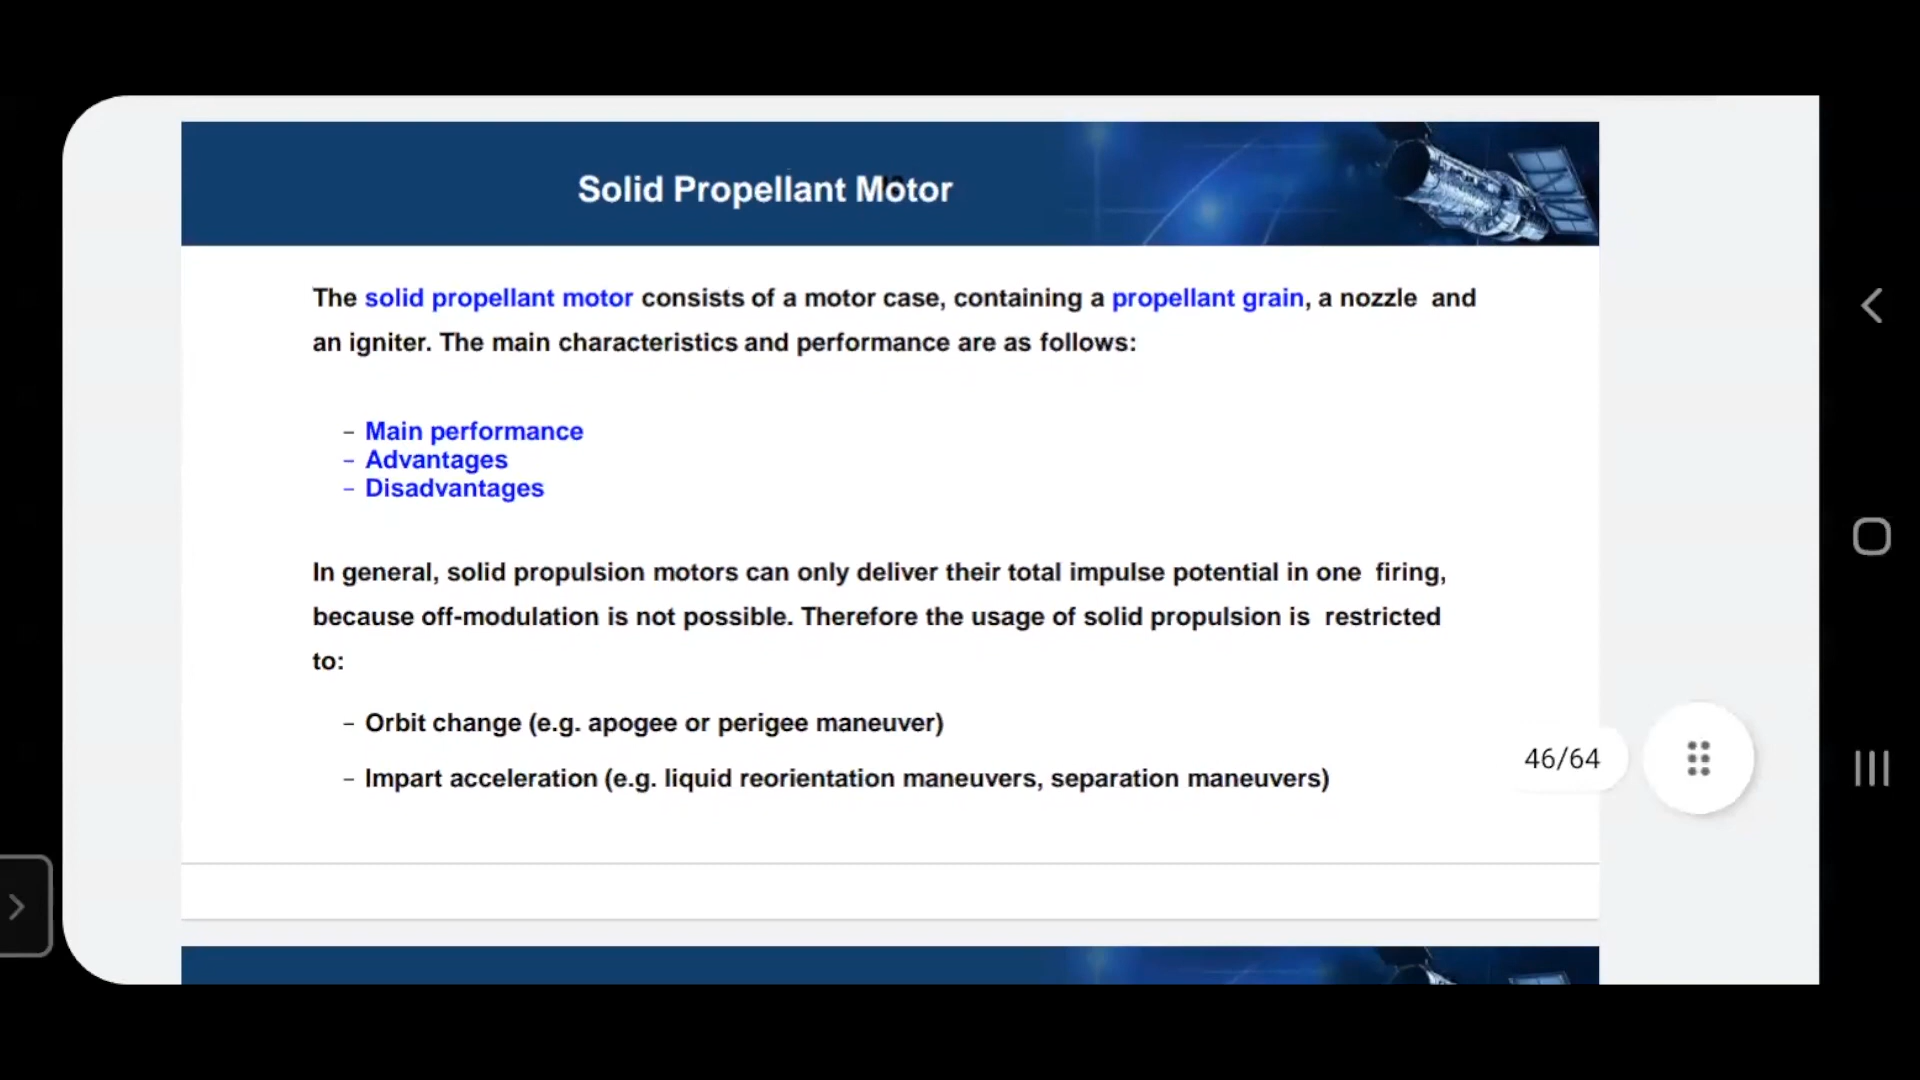 Solid Propellant Motor
The solid propellant motor consists of a motor case, containing a propellant grain, a nozzle and
an igniter. The main characteristics and performance are as follows:
– Main performance
– Advantages
– Disadvantages
In general, solid propulsion motors can only deliver their total impulse potential in one firing,
because off-modulation is not possible. Therefore the usage of solid propulsion is restricted
to:
– Orbit change (e.g. apogee or perigee maneuver)
– Impart acceleration (e.g. liquid reorientation maneuvers, separation maneuvers)
46/64